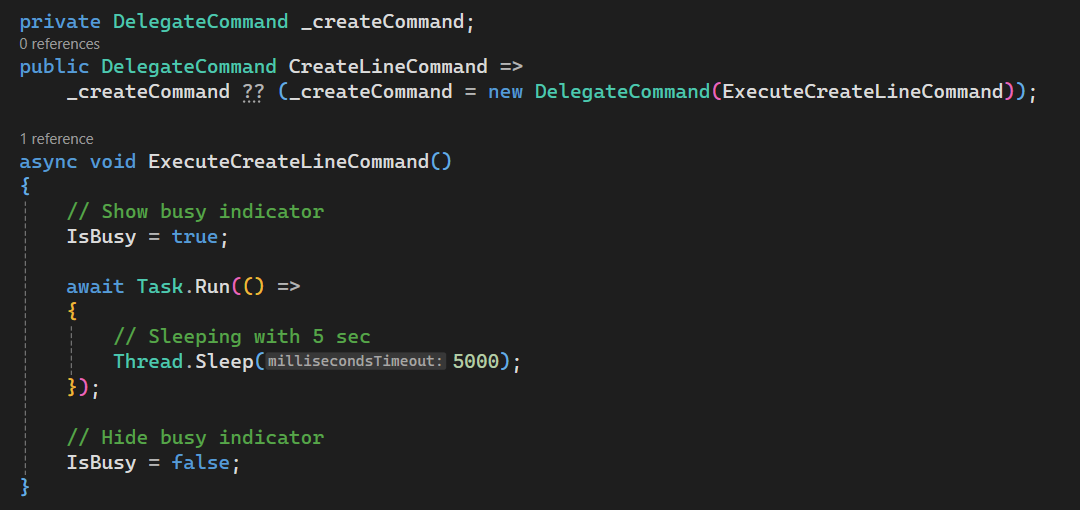 private DelegateCommand _createCommand;
0 references
public DelegateCommand CreateLineCommand =>
_createCommand ?? (_createCommand = new DelegateCommand(ExecuteCreateLineCommand));
1 reference
async void ExecuteCreateLineCommand()
{
// Show busy indicator
IsBusy = true;
await Task.Run(() =>
{
// Sleeping with 5 sec
Thread.Sleep(millisecondsTimeout: 5000);
});
// Hide busy indicator
IsBusy = false;
}